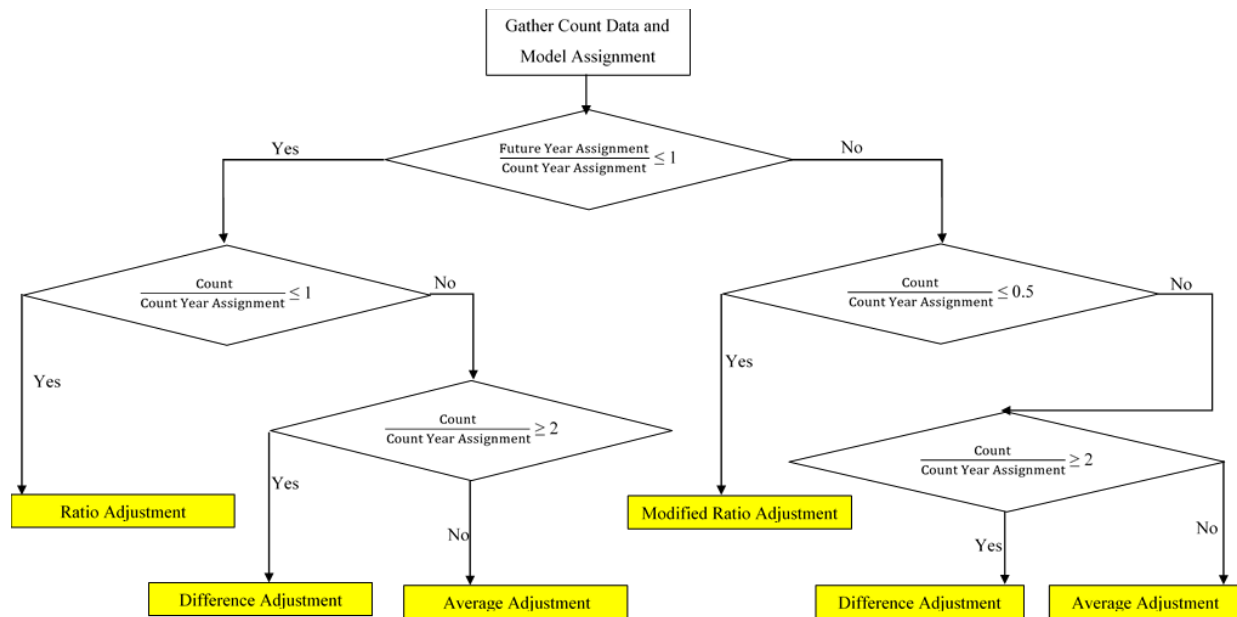 Gather Count Data and
Model Assignment
Yes
Future Year Assignment
Count Year Assignment
≤ 1
No
Count
Count Year Assignment
≤ 1
No
Count
Count Year Assignment
≤ 0.5
No
Yes
Yes
Count
Count Year Assignment
≥ 2
Count
Count Year Assignment
≥ 2
Yes
Ratio Adjustment
Modified Ratio Adjustment
No
Yes
No
Difference Adjustment
Average Adjustment
Difference Adjustment
Average Adjustment